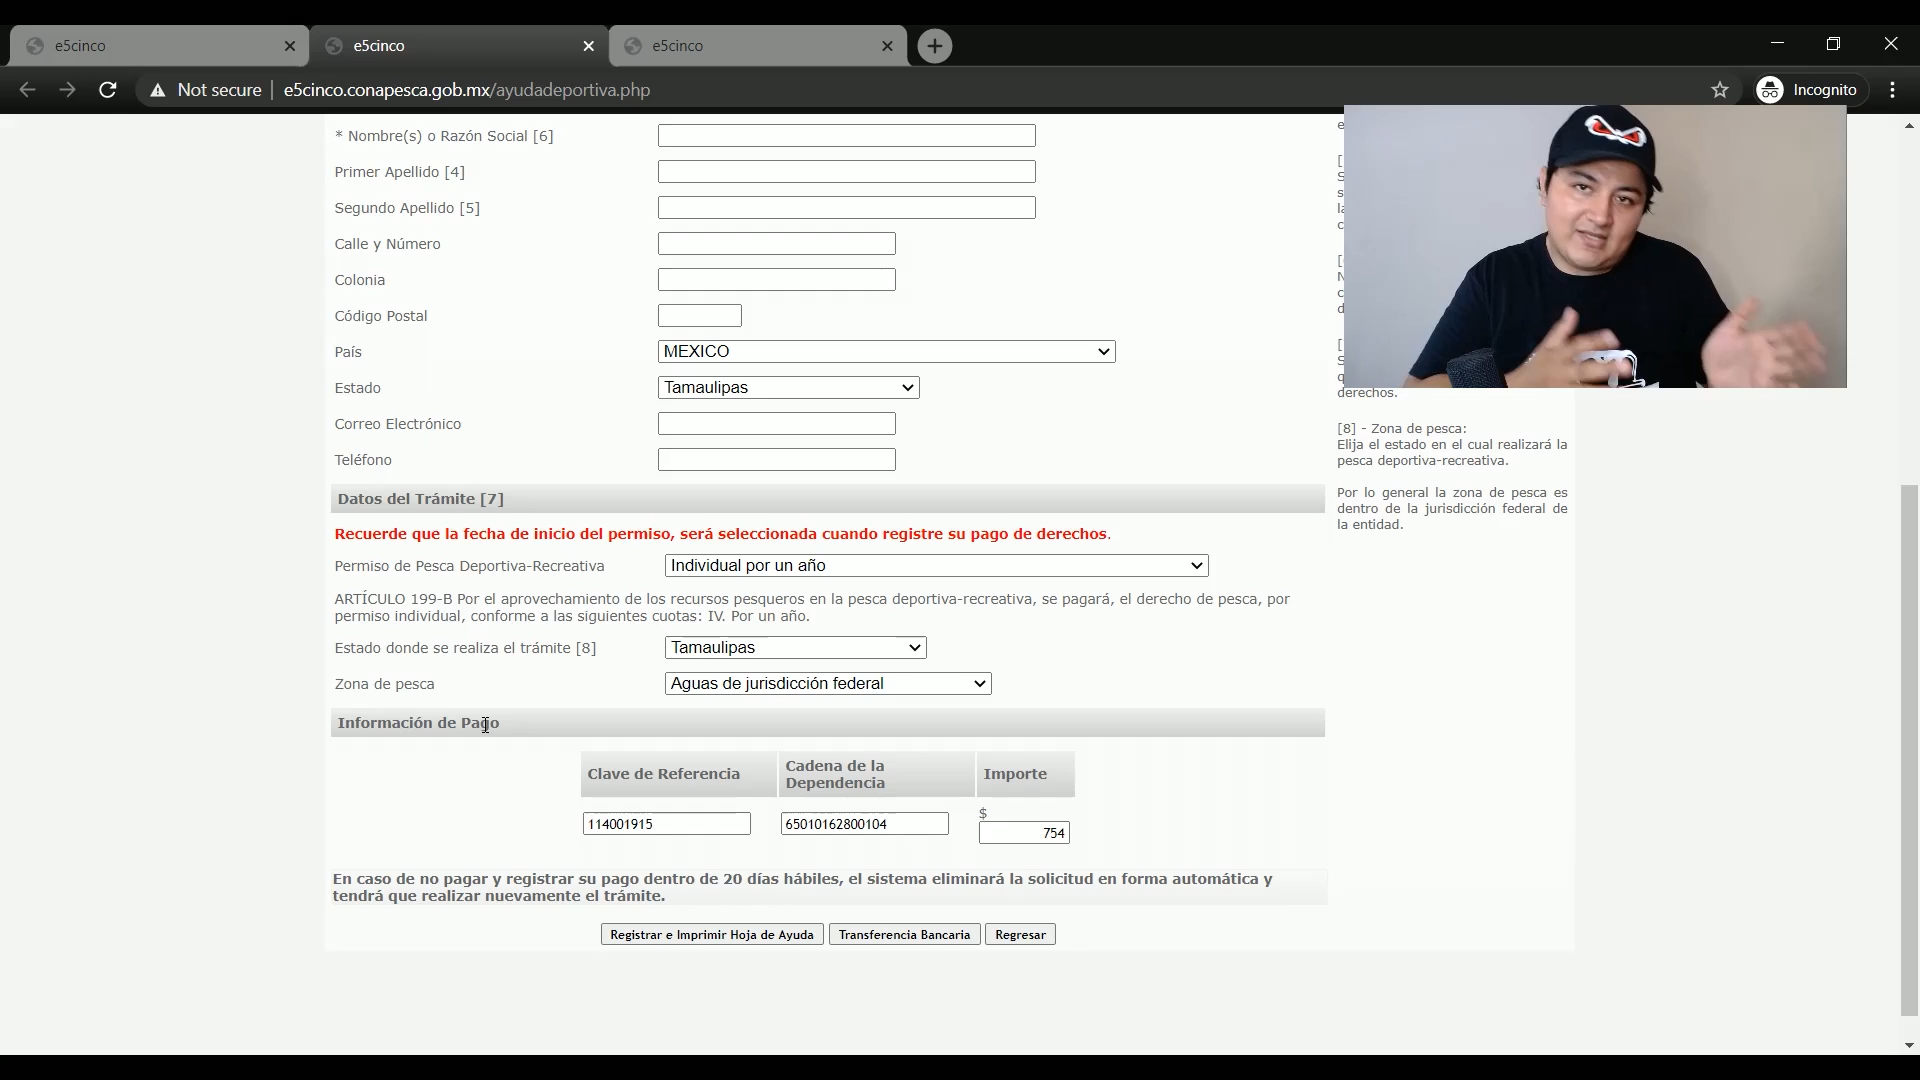 e5cinco
e5cinco
e5cinco
Not secure
e5cinco.conapesca.gob.mx/ayudadeportiva.php
Incognito
* Nombre(s) o Razón Social [6]
Primer Apellido [4]
Segundo Apellido [5]
Calle y Número
Colonia
Código Postal
País
MEXICO
Estado
Tamaulipas
Correo Electrónico
Teléfono
Datos del Trámite [7]
Recuerde que la fecha de inicio del permiso, será seleccionada cuando registre su pago de derechos.
Permiso de Pesca Deportiva-Recreativa
Individual por un año
ARTÍCULO 199-B Por el aprovechamiento de los recursos pesqueros en la pesca deportiva-recreativa, se pagará, el derecho de pesca, por
permiso individual, conforme a las siguientes cuotas: IV. Por un año.
Estado donde se realiza el trámite [8]
Tamaulipas
Zona de pesca
Aguas de jurisdicción federal
Información de Pago
Clave de Referencia
Cadena de la
Dependencia
Importe
114001915
65010162800104
$
754
En caso de no pagar y registrar su pago dentro de 20 días hábiles, el sistema eliminará la solicitud en forma automática y
tendrá que realizar nuevamente el trámite.
Registrar e Imprimir Hoja de Ayuda
Transferencia Bancaria
Regresar
derechos.
[8] - Zona de pesca:
Elija el estado en el cual realizará la
pesca deportiva-recreativa.
Por lo general la zona de pesca es
dentro de la jurisdicción federal de
la entidad.